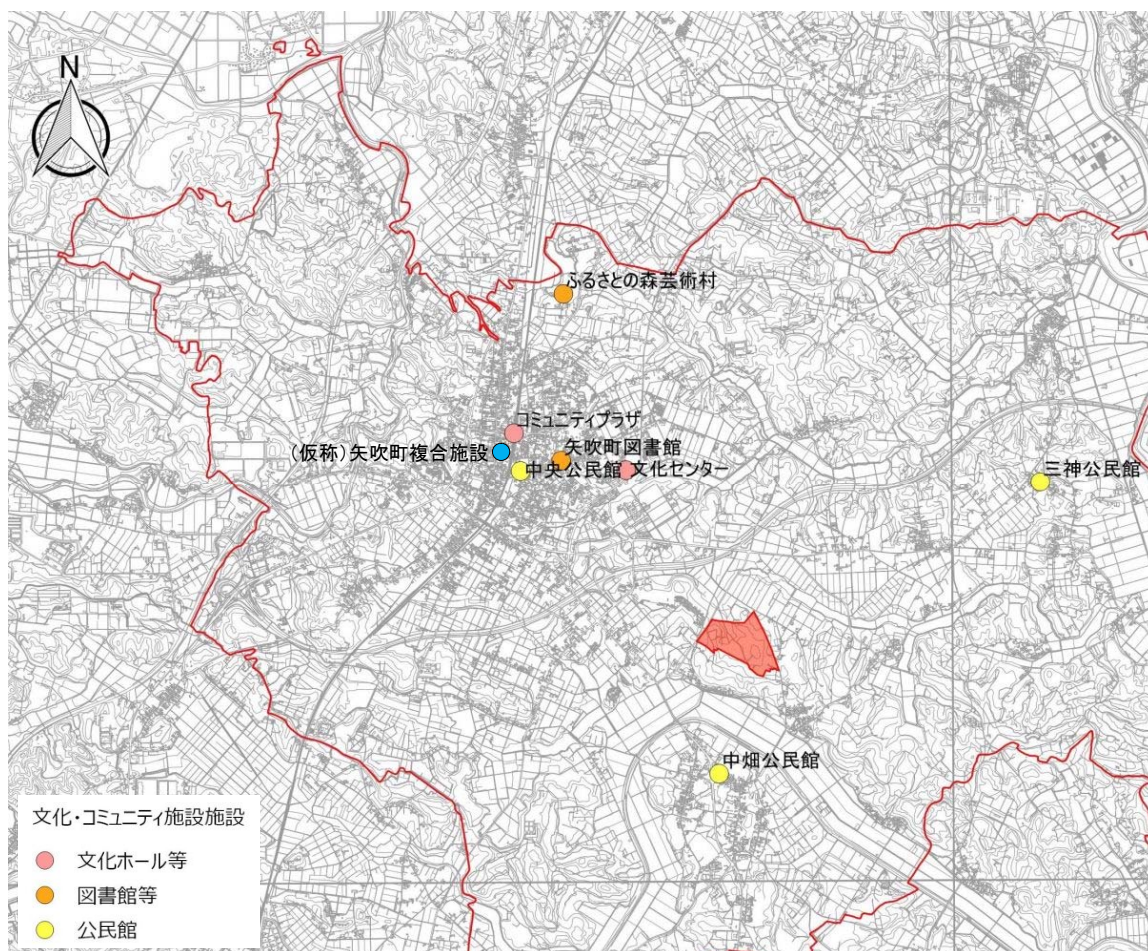 N
ふるさとの森芸術村
コミュニティプラザ
(仮称)矢吹町複合施設
矢吹町図書館
中央公民館
文化センター
三神公民館
中畑公民館
文化・コミュニティ施設施設
文化ホール等
図書館等
公民館